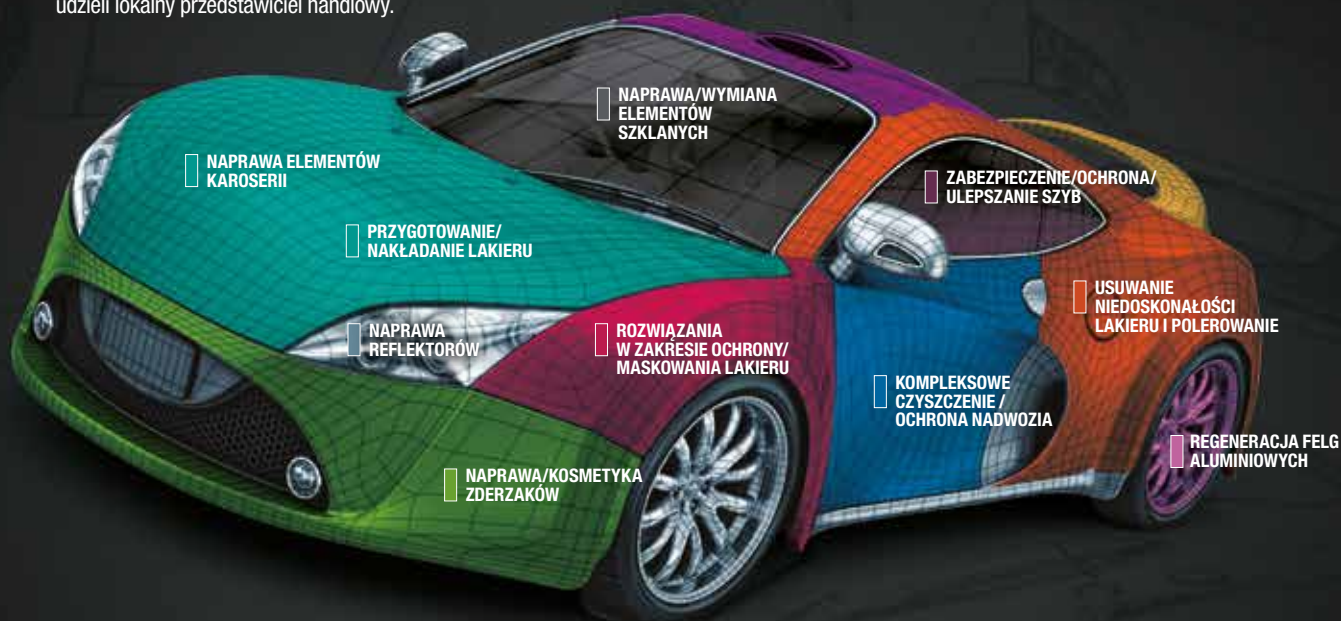 udzieli lokalny przedstawiciel handlowy.
NAPRAWA/WYMIANA
ELEMENTÓW
SZKLANYCH
NAPRAWA ELEMENTÓW
KAROSERII
ZABEZPIECZENIE/OCHRONA/
ULEPSZANIE SZYB
PRZYGOTOWANIE/
NAKŁADANIE LAKIERU
USUWANIE
NIEDOSKONAŁOŚCI
LAKIERU I POLEROWANIE
NAPRAWA
REFLEKTORÓW
ROZWIĄZANIA
W ZAKRESIE OCHRONY/
MASKOWANIA LAKIERU
KOMPLEKSOWE
CZYSZCZENIE /
OCHRONA NADWOZIA
REGENERACJA FELG
ALUMINIOWYCH
NAPRAWA/KOSMETYKA
ZDERZAKÓW